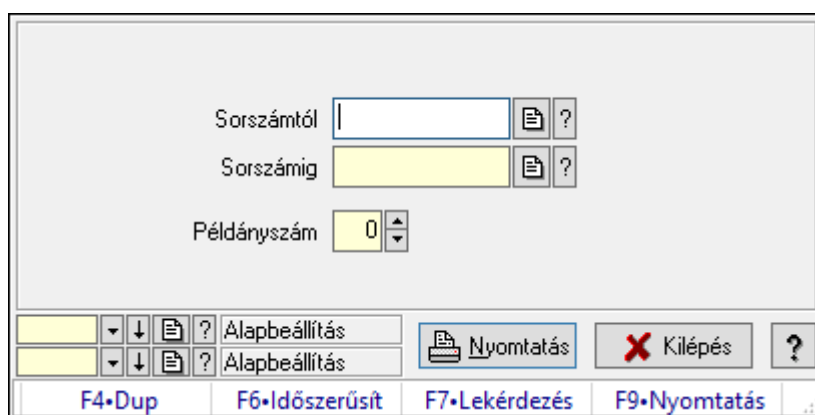 Sorszámtól ?
Sorszámig ?
Példányszám 0
? Alapbeállítás
? Alapbeállítás
Nyomtatás Kilépés ?
F4•Dup F6•Időszerűsít F7•Lekérdezés F9•Nyomtatás